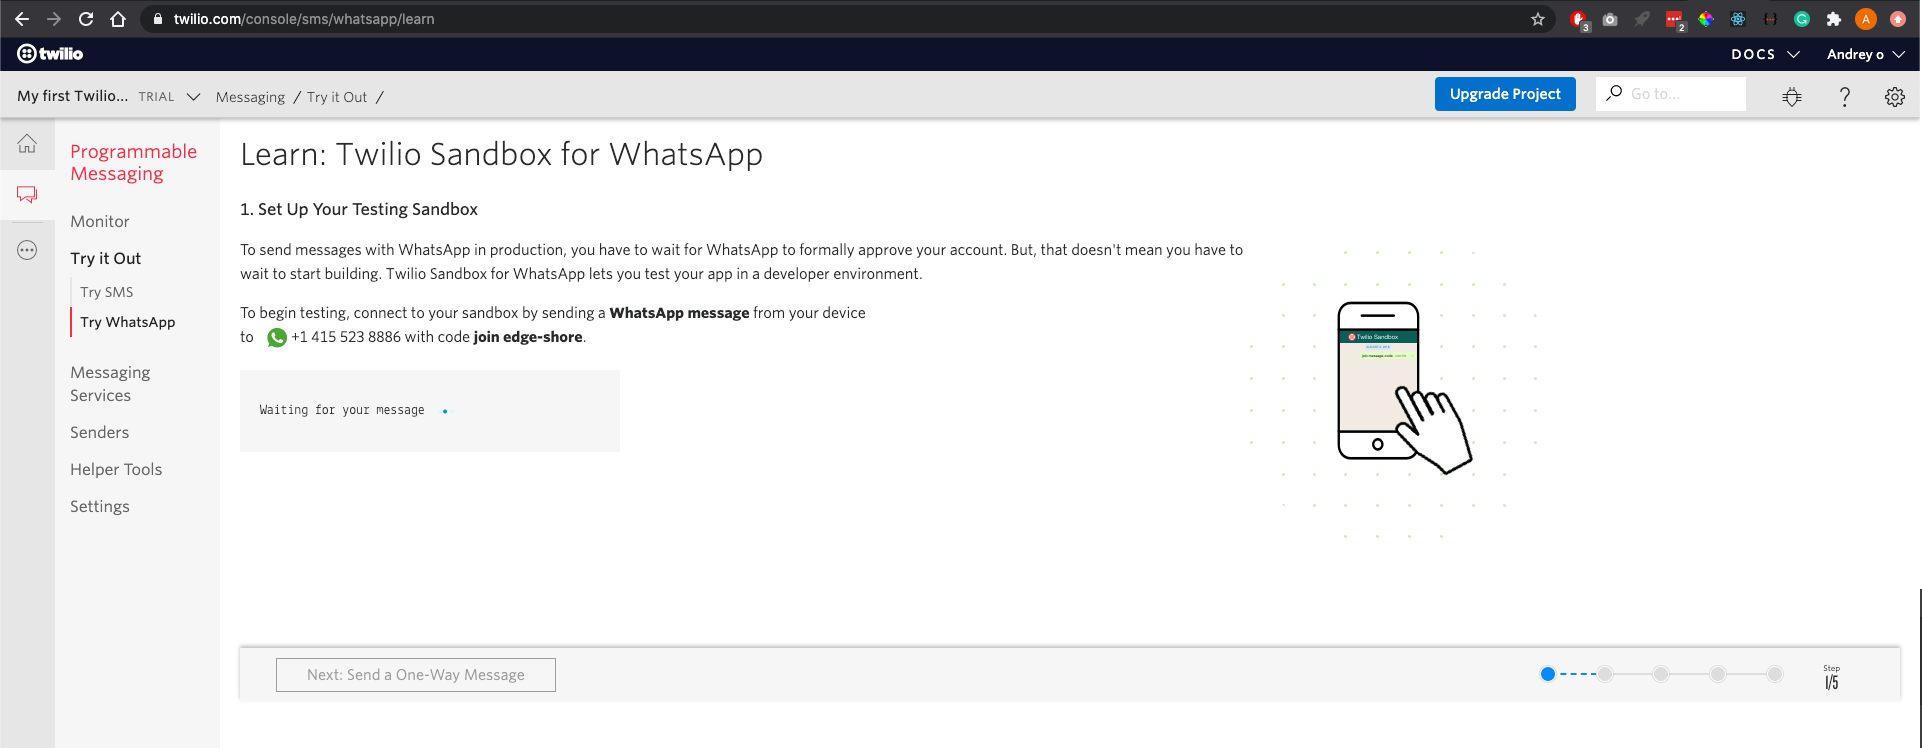 twilio.com/console/sms/whatsapp/learn
3
2
A
twilio
DOCS
Andrey o
My first Twilio... TRIAL
Messaging / Try it Out /
Upgrade Project
Go to...
Programmable
Messaging
Monitor
Try it Out
Try SMS
Try WhatsApp
Messaging
Services
Senders
Helper Tools
Settings
Learn: Twilio Sandbox for WhatsApp
1. Set Up Your Testing Sandbox
To send messages with WhatsApp in production, you have to wait for WhatsApp to formally approve your account. But, that doesn't mean you have to
wait to start building. Twilio Sandbox for WhatsApp lets you test your app in a developer environment.
To begin testing, connect to your sandbox by sending a WhatsApp message from your device
to +1 415 523 8886 with code join edge-shore.
Waiting for your message
Twilio Sandbox
Next: Send a One-Way Message
Step
1/5